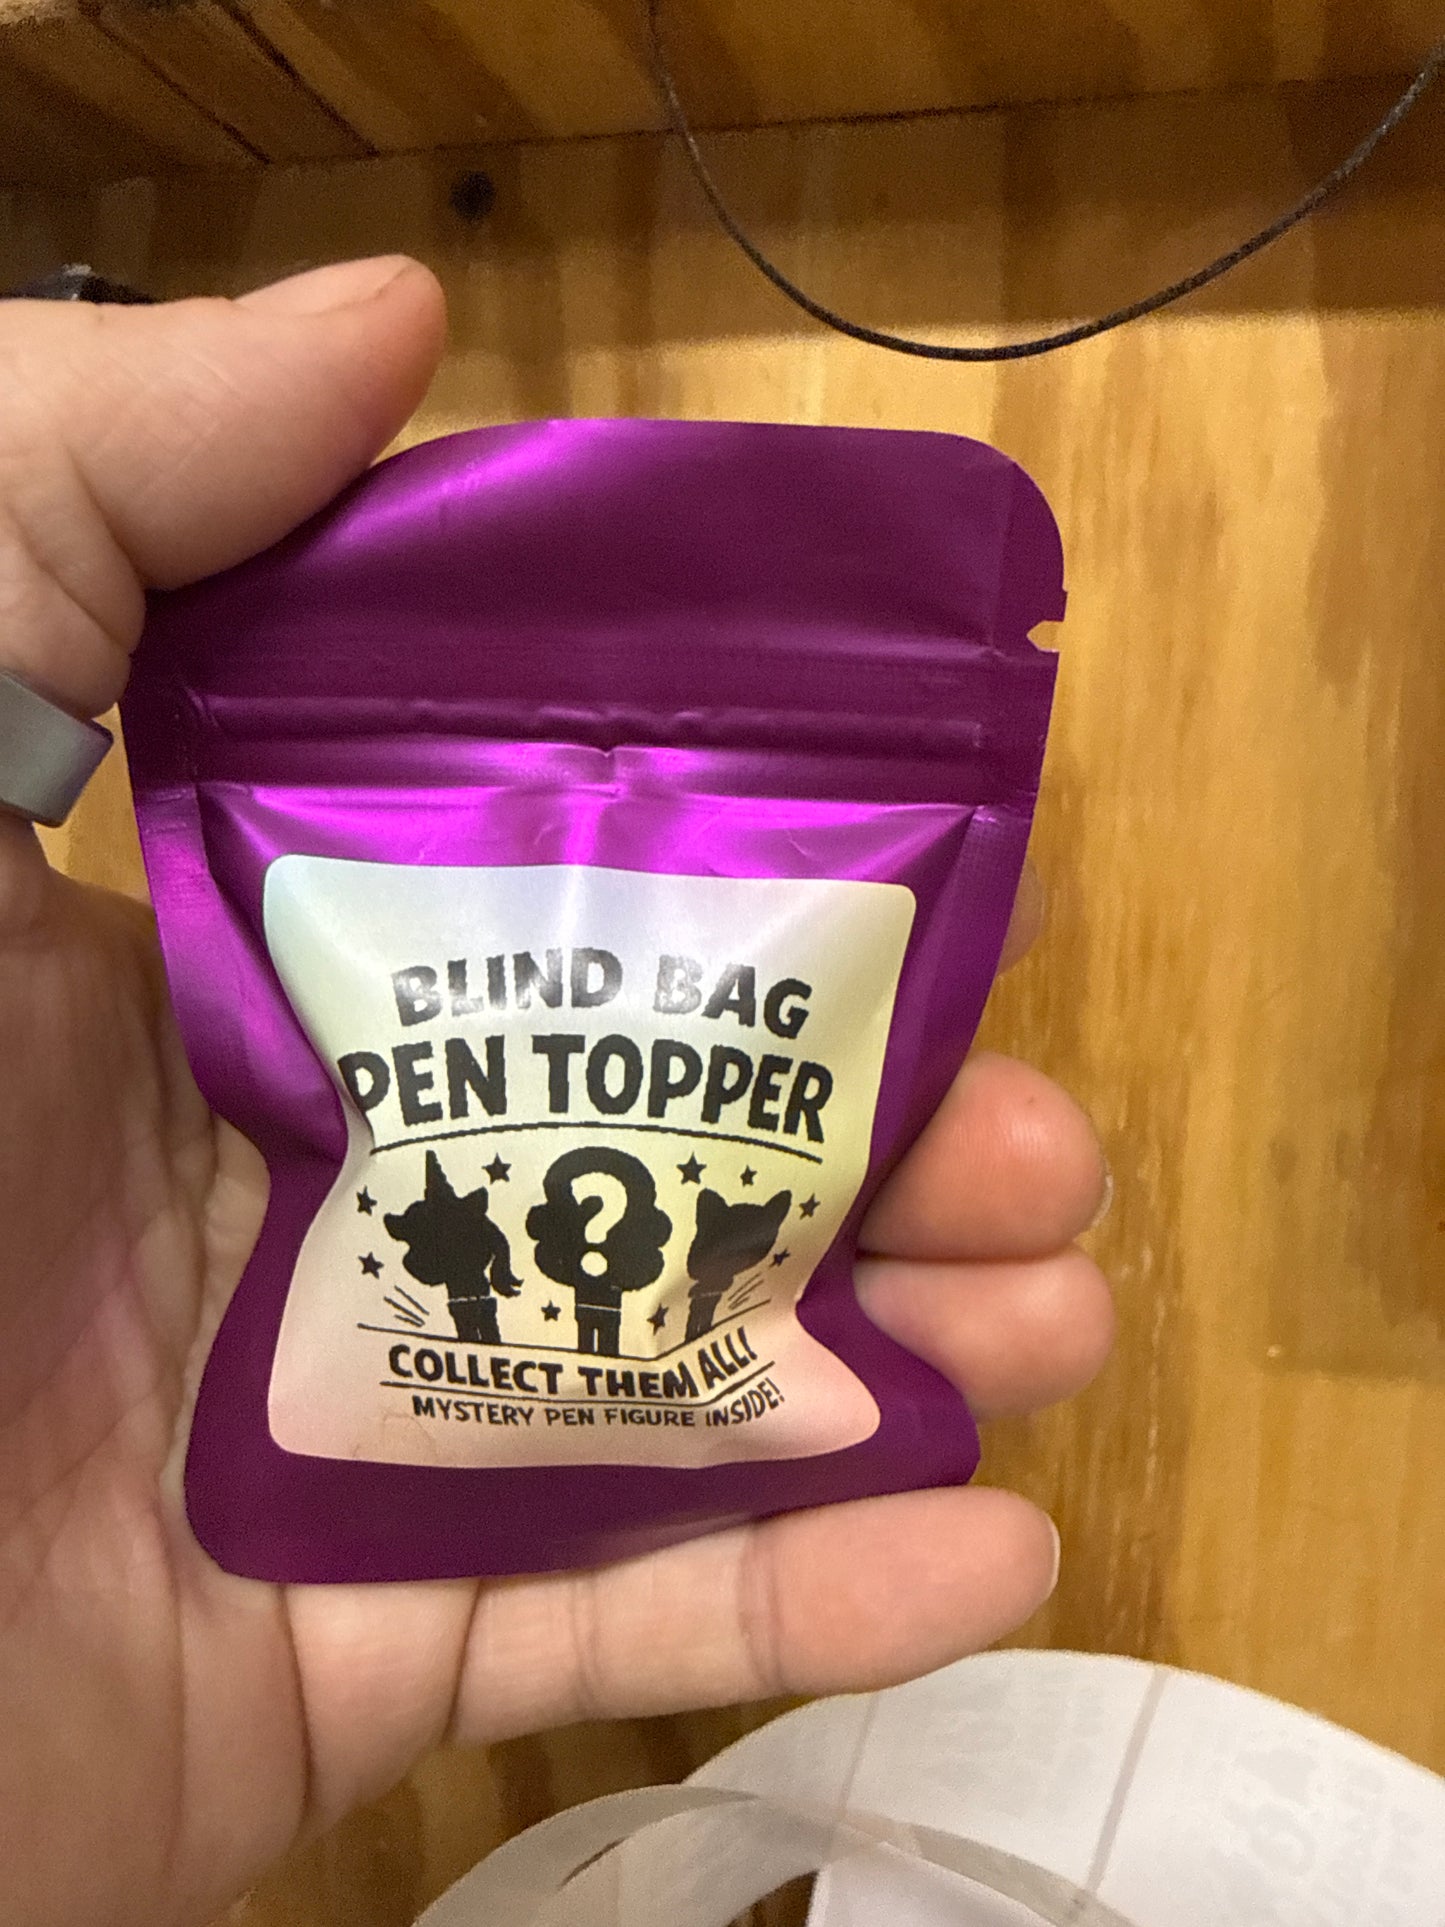 BLIND BAG
PEN TOPPER
?
COLLECT THEM ALL!
MYSTERY PEN FIGURE INSIDE!